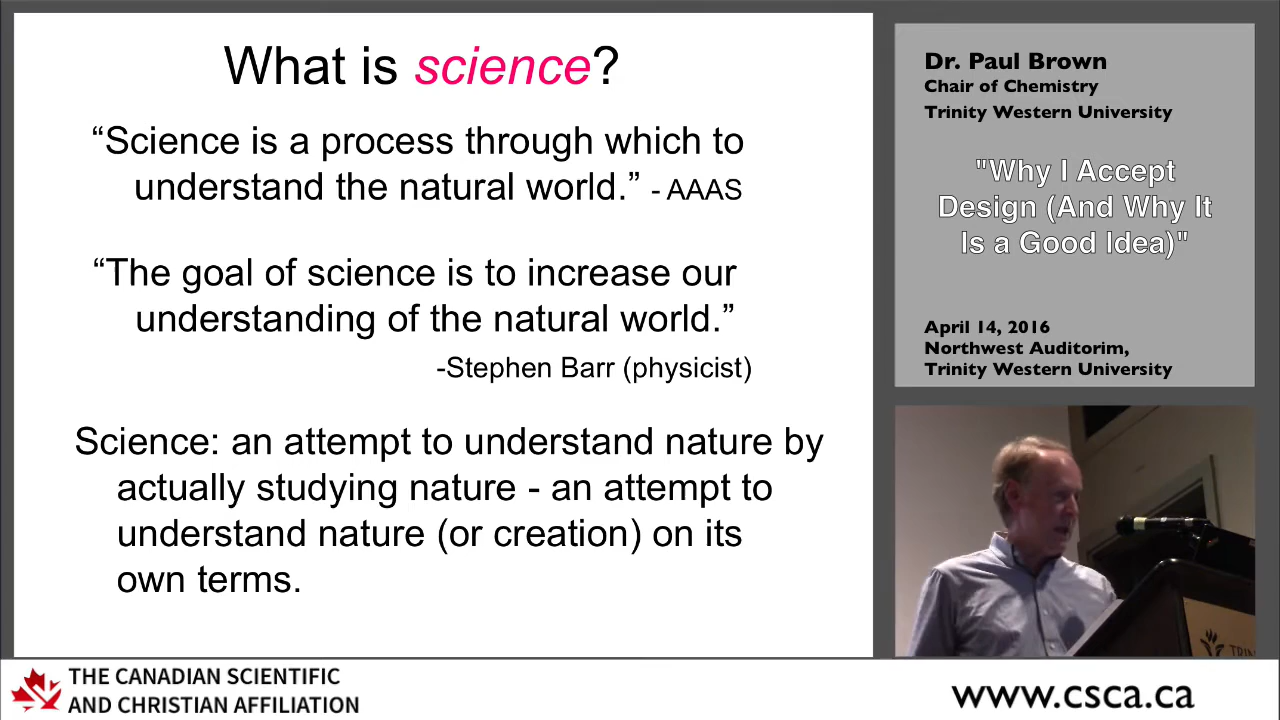 What is science?
“Science is a process through which to
understand the natural world.” - AAAS
“The goal of science is to increase our
understanding of the natural world.”
-Stephen Barr (physicist)
Science: an attempt to understand nature by
actually studying nature - an attempt to
understand nature (or creation) on its
own terms.
Dr. Paul Brown
Chair of Chemistry
Trinity Western University
"Why I Accept
Design (And Why It
Is a Good Idea)"
April 14, 2016
Northwest Auditorim,
Trinity Western University
THE CANADIAN SCIENTIFIC
AND CHRISTIAN AFFILIATION
www.csca.ca